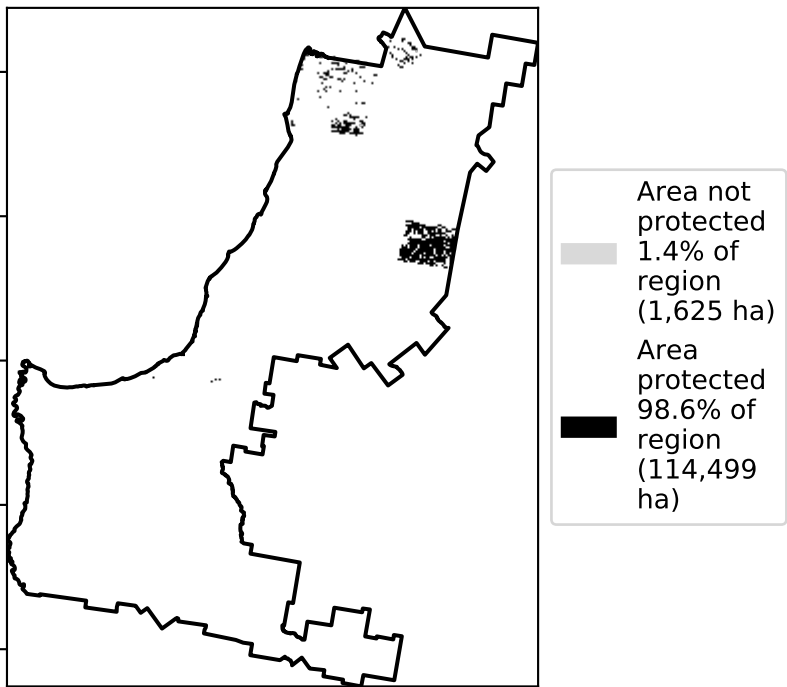 Area not
protected
1.4% of
region
(1,625 ha)
Area
protected
98.6% of
region
(114,499
ha)